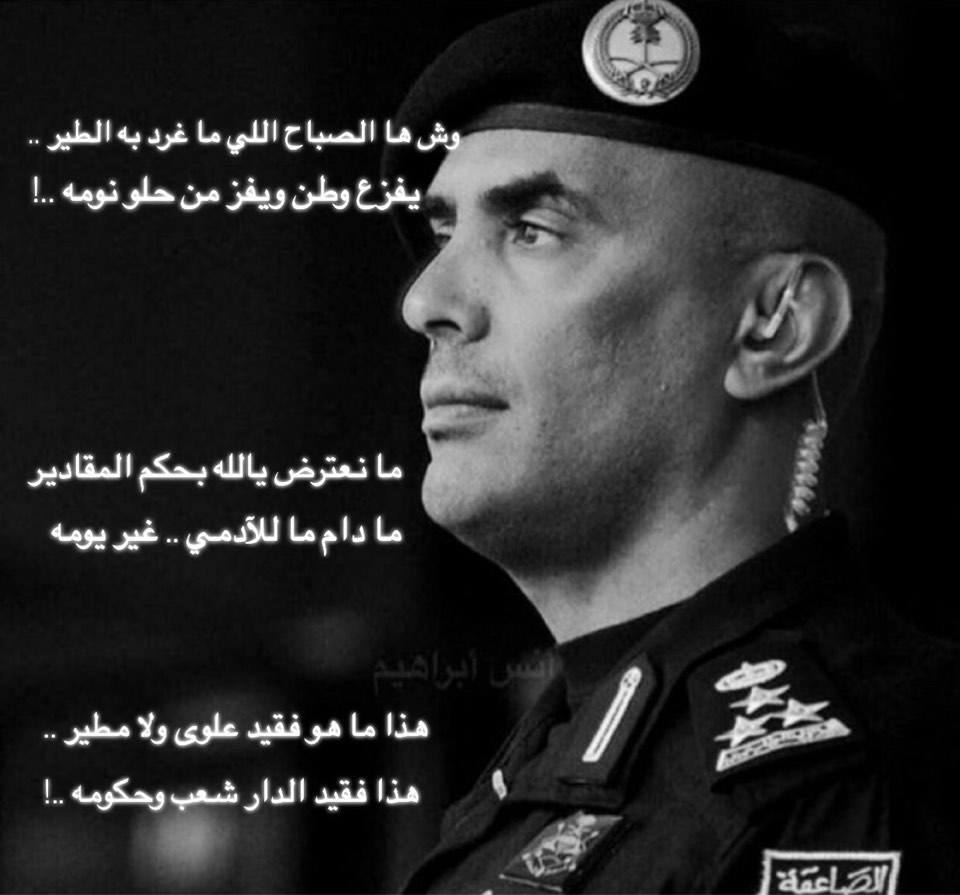 وش ها الصباح اللي ما غرد به الطير ..
يفزع وطن ويفز من حلو نومه ..!
ما نعترض يالله بحكم المقادير
ما دام ما للآدمي .. غير يومه
أنس أبراهيم
هذا ما هو فقيد علوى ولا مطير ..
هذا فقيد الدار شعب وحكومه ..!
الصاعقة